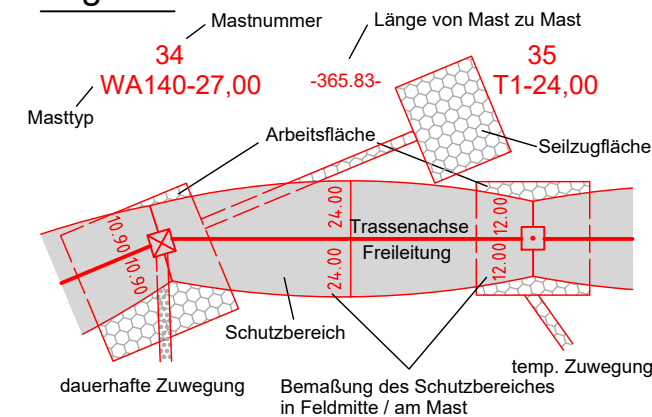 Mastnummer
Länge von Mast zu Mast
34
WA140-27,00
-365.83-
35
T1-24,00
Masttyp
Arbeitsfläche
Seilzugfläche
10.90
10.90
24.00
24.00
Trassenachse
Freileitung
12.00
12.00
Schutzbereich
temp. Zuwegung
dauerhafte Zuwegung
Bemaßung des Schutzbereiches
in Feldmitte / am Mast